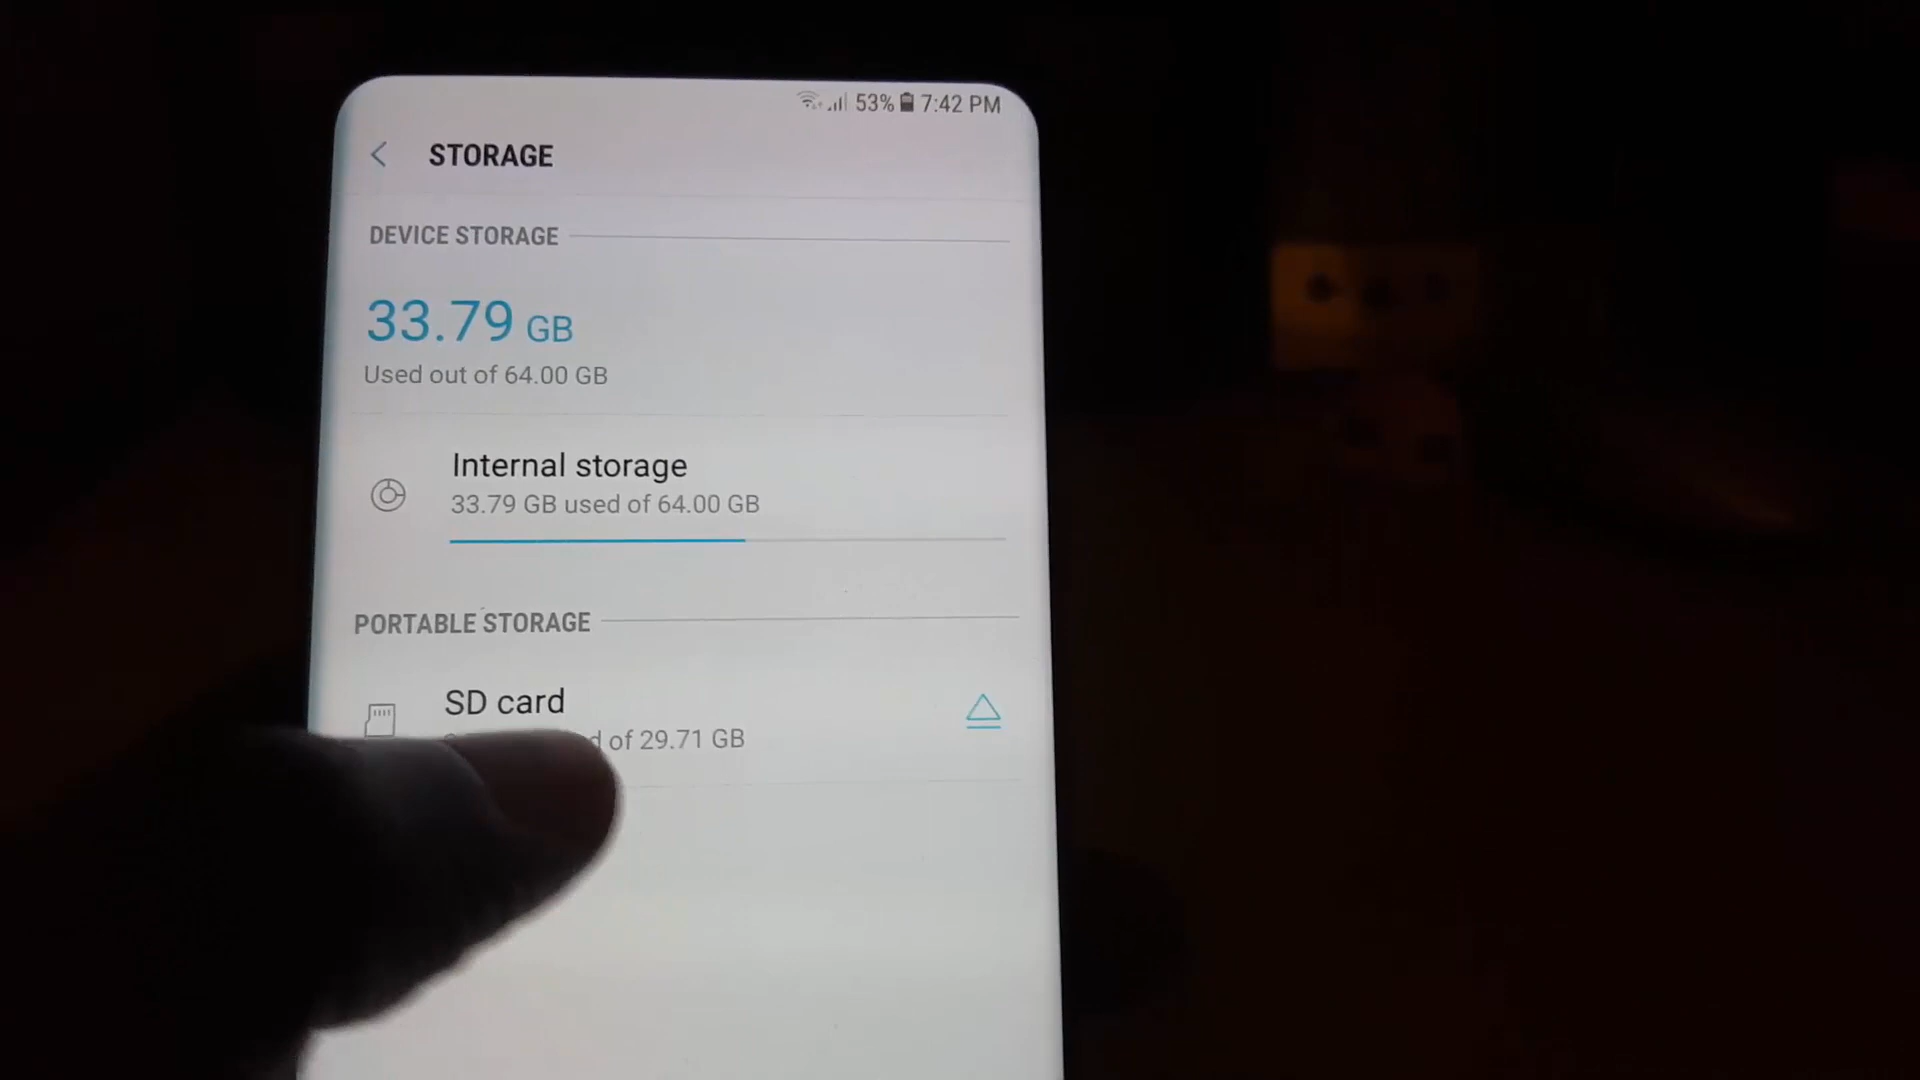 53% 7:42 PM
STORAGE
DEVICE STORAGE
33.79 GB
Used out of 64.00 GB
Internal storage
33.79 GB used of 64.00 GB
PORTABLE STORAGE
SD card
of 29.71 GB